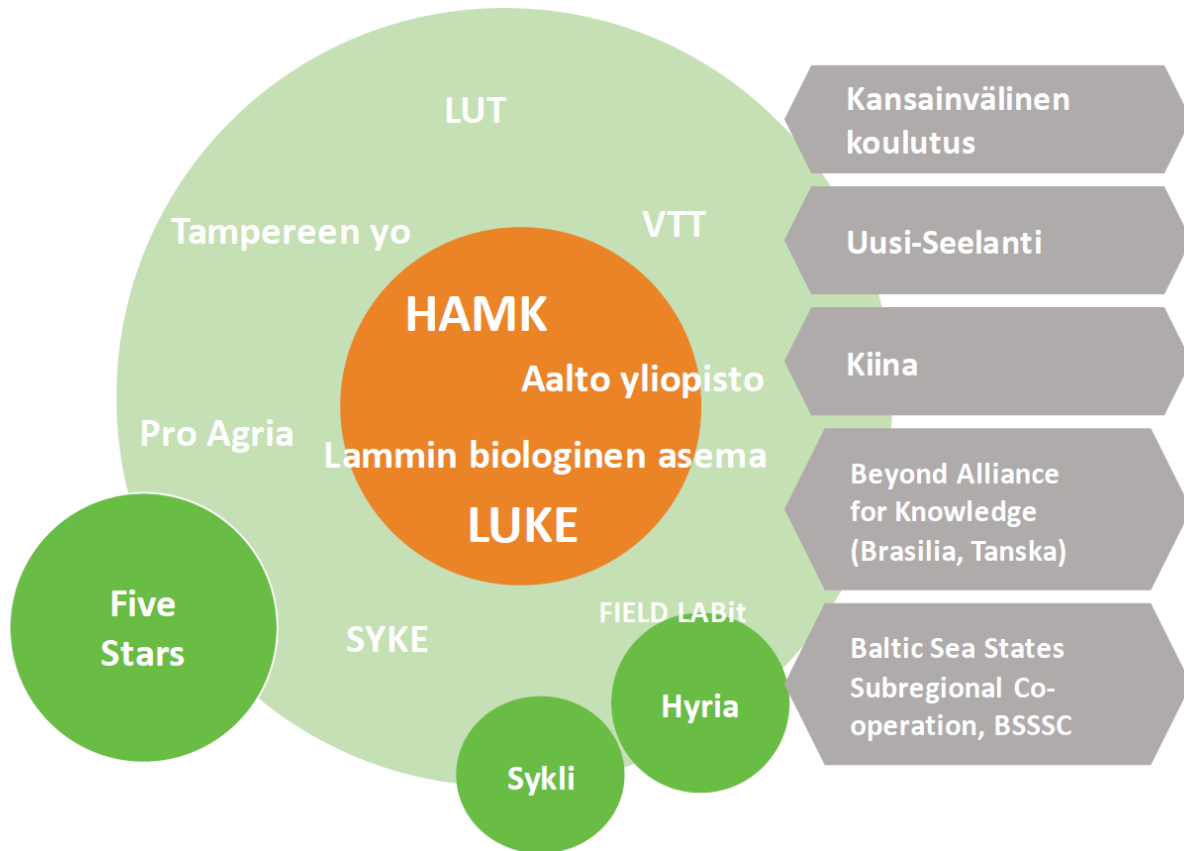 LUT
Tampereen yo
VTT
HAMK
Aalto yliopisto
Pro Agria
Lammin biologinen asema
LUKE
Five
Stars
SYKE
FIELD LABit
Hyria
Sykli
Kansainvälinen
koulutus
Uusi-Seelanti
Kiina
Beyond Alliance
for Knowledge
(Brasilia, Tanska)
Baltic Sea States
Subregional Co-
operation, BSSSC